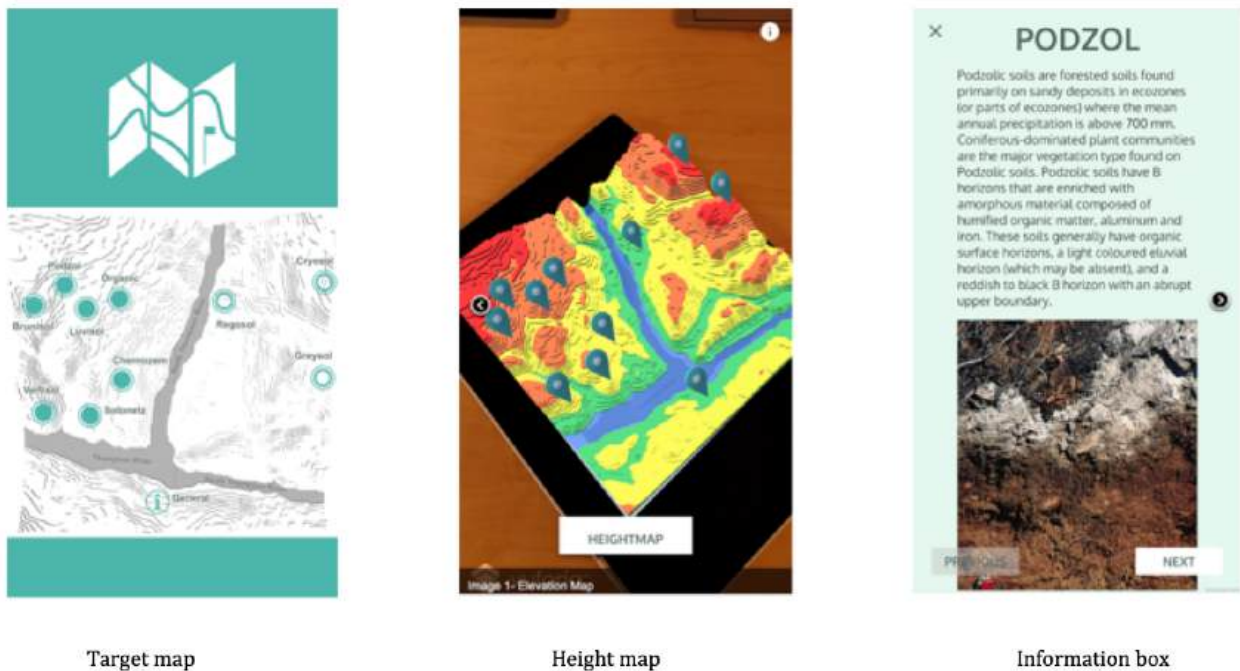 Podzol
Organic
Cryosol
Brunisol
Luvisol
Regosol
Chernozem
Greysol
Vertisol
Solonetz
Thompson River
General
HEIGHTMAP
Image 1- Elevation Map
PODZOL
Podzolic soils are forested soils found
primarily on sandy deposits in ecozones
(or parts of ecozones) where the mean
annual precipitation is above 700 mm.
Coniferous-dominated plant communities
are the major vegetation type found on
Podzolic soils. Podzolic soils have B
horizons that are enriched with
amorphous material composed of
humified organic matter, aluminum and
iron. These soils generally have organic
surface horizons, a light coloured eluvial
horizon (which may be absent), and a
reddish to black B horizon with an abrupt
upper boundary.
PREVIOUS
NEXT
Target map
Height map
Information box